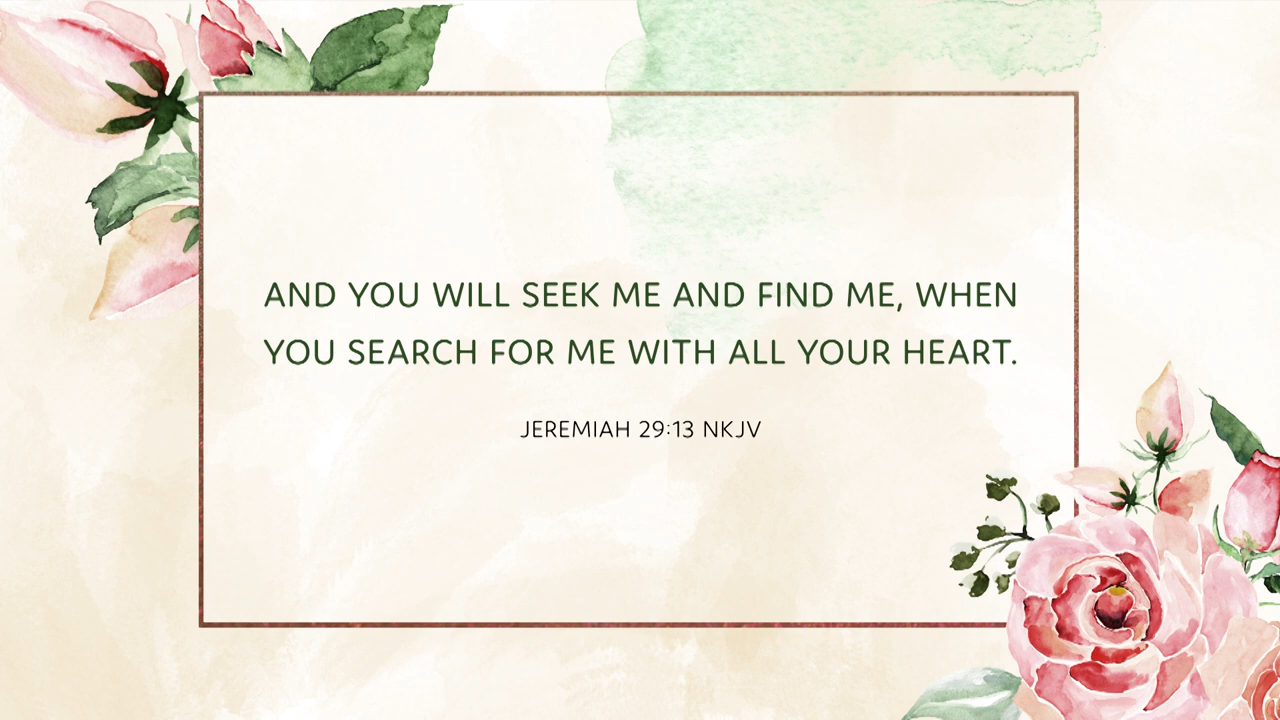 AND YOU WILL SEEK ME AND FIND ME, WHEN
YOU SEARCH FOR ME WITH ALL YOUR HEART.
JEREMIAH 29:13 NKJV